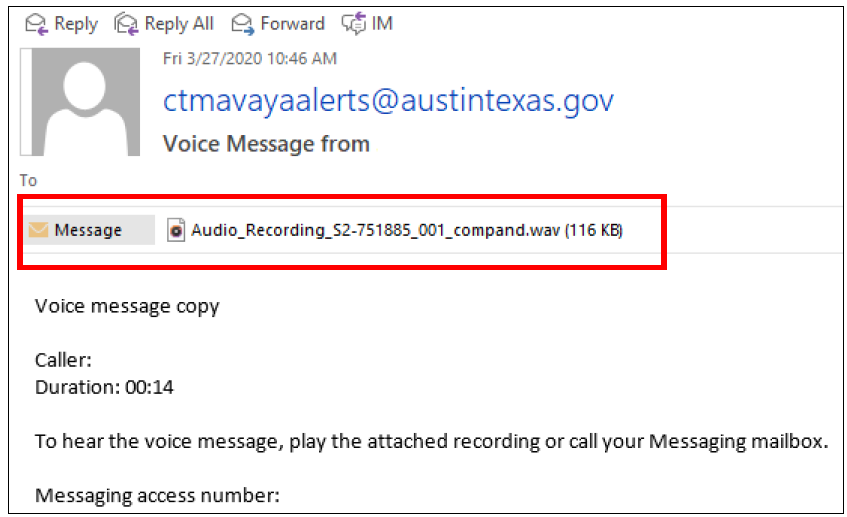 Reply Reply All Forward IM
Fri 3/27/2020 10:46 AM
ctmavayaalerts@austintexas.gov
Voice Message from
To
Message Audio_Recording_S2-751885_001_compand.wav (116 KB)
Voice message copy
Caller:
Duration: 00:14
To hear the voice message, play the attached recording or call your Messaging mailbox.
Messaging access number: